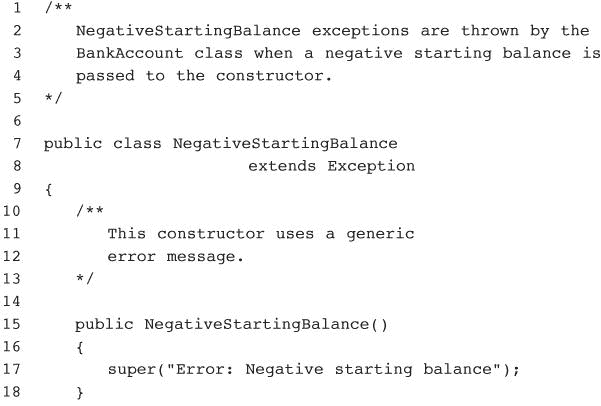 1 /**
2 NegativeStartingBalance exceptions are thrown by the
3 BankAccount class when a negative starting balance is
4 passed to the constructor.
5 */
6
7 public class NegativeStartingBalance
8 extends Exception
9 {
10 /**
11 This constructor uses a generic
12 error message.
13 */
14
15 public NegativeStartingBalance()
16 {
17 super("Error: Negative starting balance");
18 }